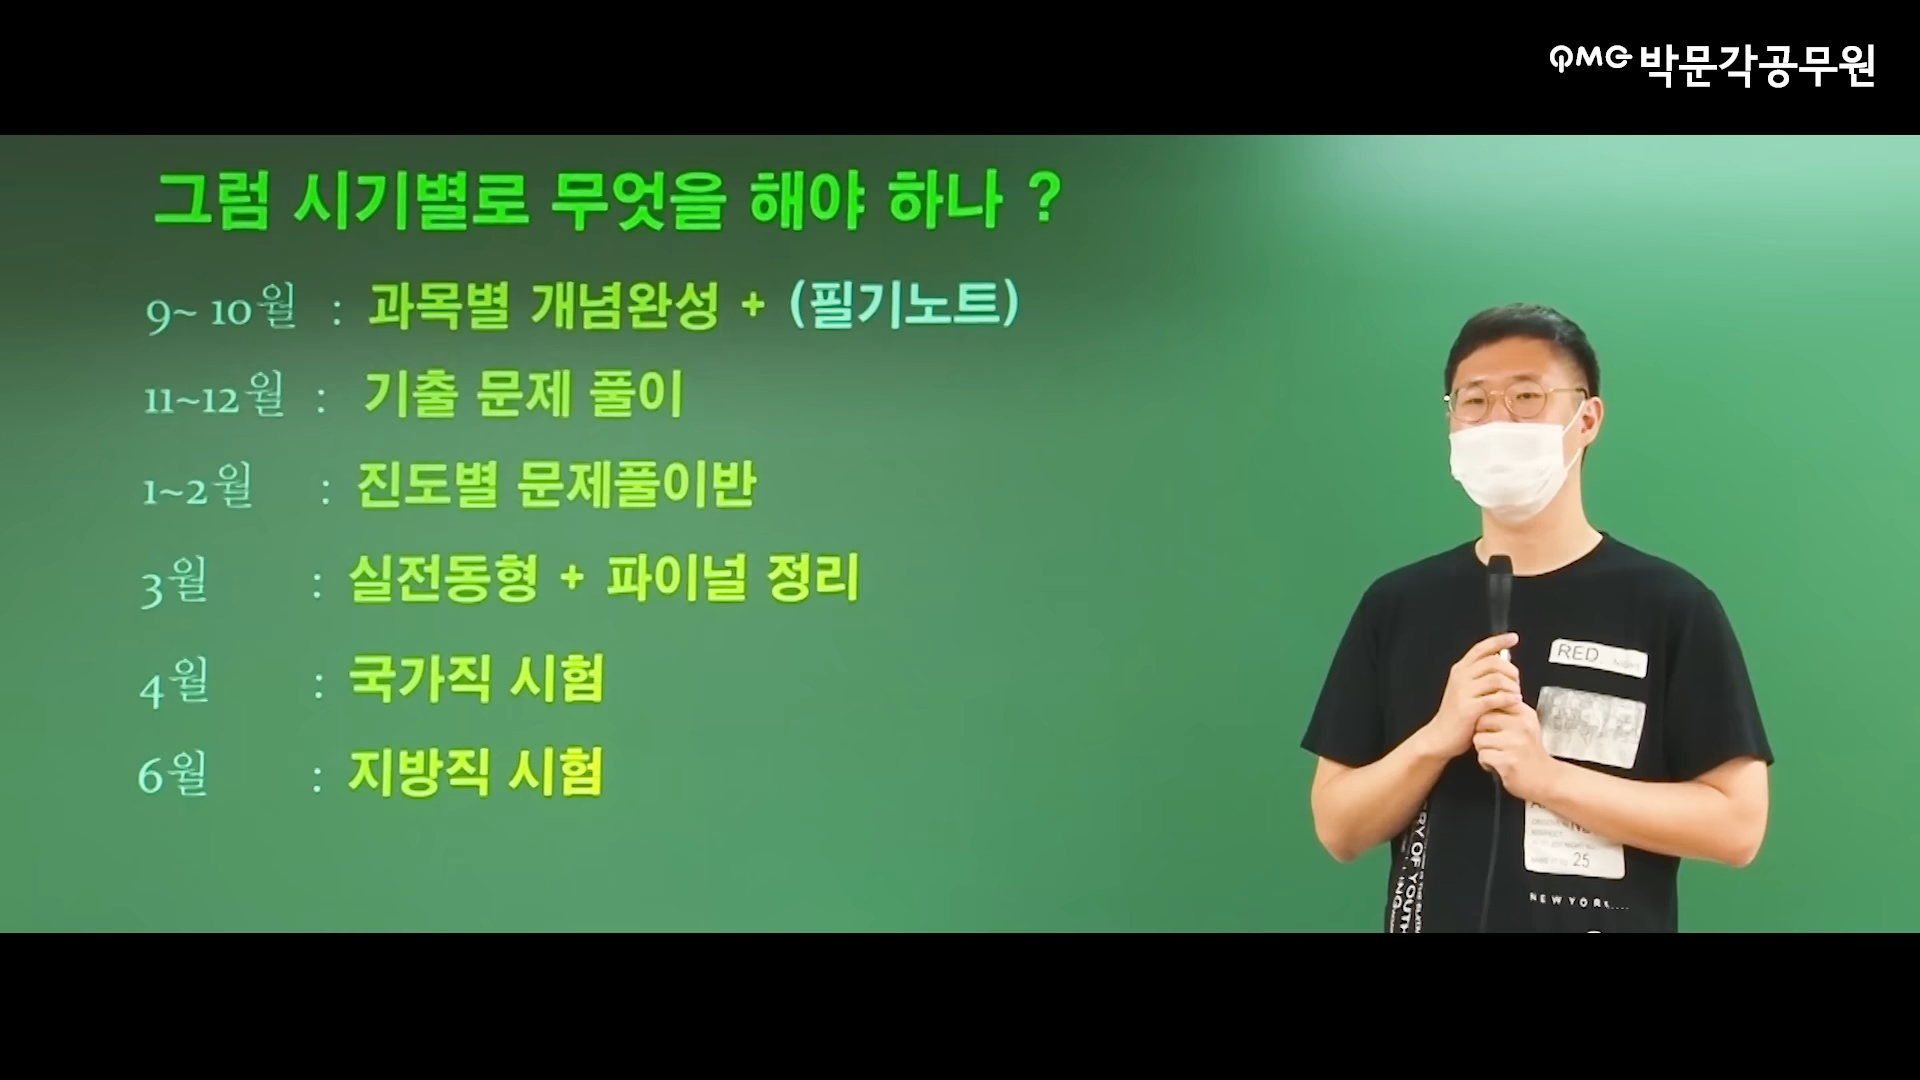 PMG 박문각공무원
그럼 시기별로 무엇을 해야 하나 ?
9~ 10월 : 과목별 개념완성 + (필기노트)
11~12월 : 기출 문제 풀이
1~2월 : 진도별 문제풀이반
3월 : 실전동형 + 파이널 정리
4월 : 국가직 시험
6월 : 지방직 시험
RED
25
NEW YORK....